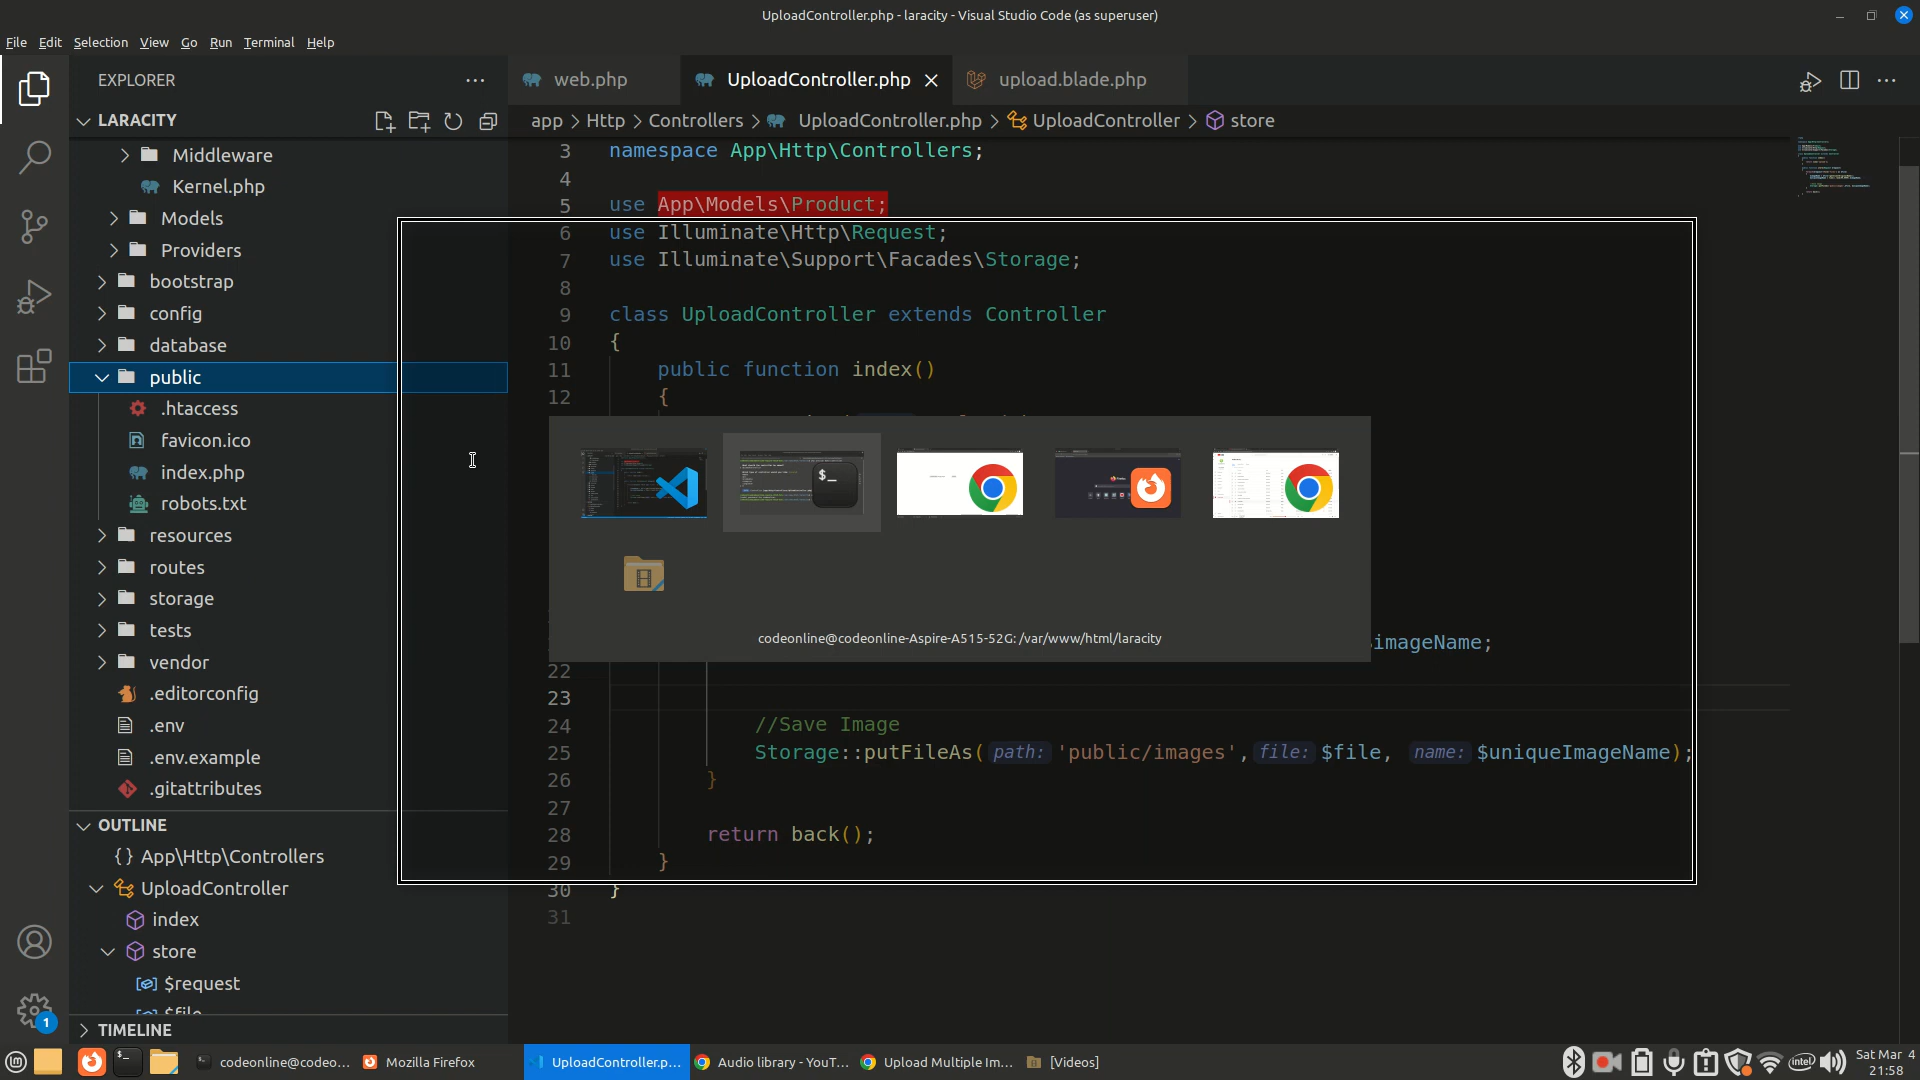 UploadController.php - laracity - Visual Studio Code (as superuser)
File Edit Selection View Go Run Terminal Help
EXPLORER
LARACITY
Middleware
Kernel.php
Models
Providers
bootstrap
config
database
public
.htaccess
favicon.ico
index.php
robots.txt
resources
routes
storage
tests
vendor
.editorconfig
.env
.env.example
.gitattributes
OUTLINE
{} App\Http\Controllers
UploadController
index
store
$request
$file
TIMELINE
1
web.php UploadController.php upload.blade.php
app > Http > Controllers > UploadController.php > UploadController > store
3 namespace App\Http\Controllers;
4
5 use App\Models\Product;
6 use Illuminate\Http\Request;
7 use Illuminate\Support\Facades\Storage;
8
9 class UploadController extends Controller
10 {
11 public function index()
12 {
$_
codeonline@codeonline-Aspire-A515-52G: /var/www/html/laracity
imageName;
22
23
24 //Save Image
25 Storage::putFileAs(path: 'public/images', file: $file, name: $uniqueImageName);
26 }
27
28 return back();
29 }
30 }
31
codeonline@codeo... Mozilla Firefox UploadController.p... Audio library - YouT... Upload Multiple Im... [Videos]
intel
Sat Mar 4
21:58